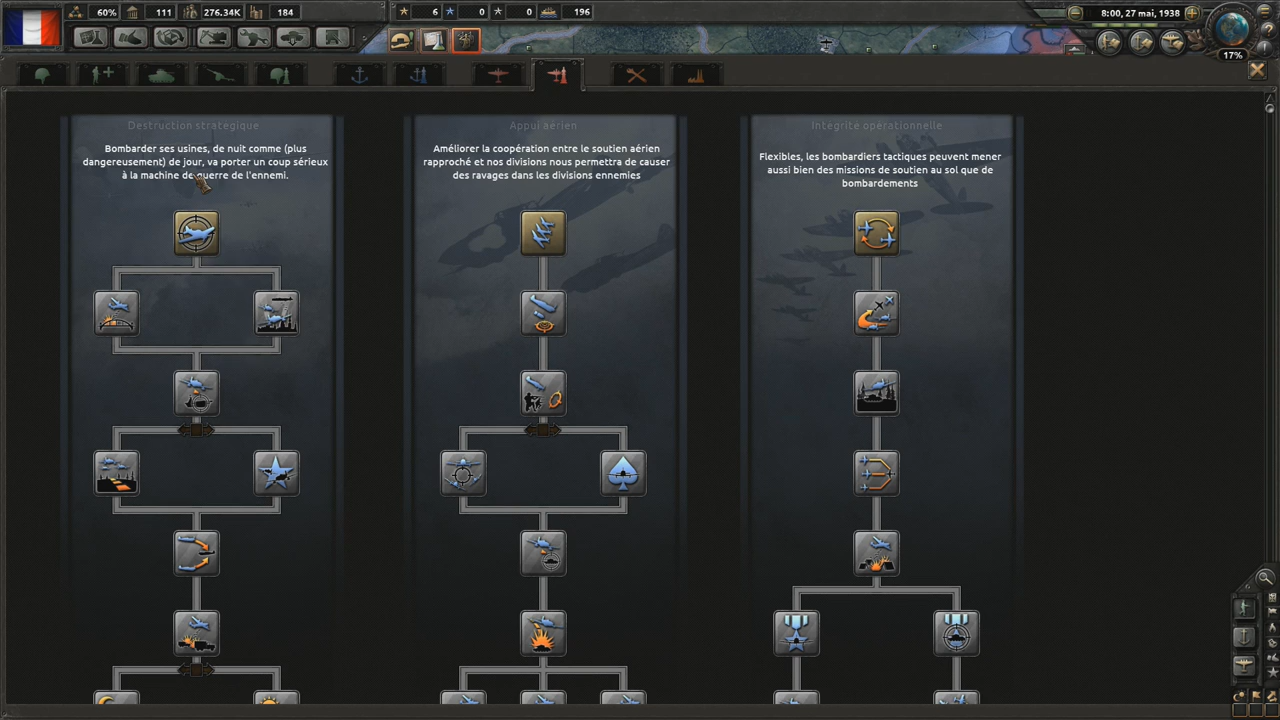 60%
111
276.34K
184
6
0
0
196
8:00, 27 mai, 1938
17%
Destruction stratégique
Bombarder ses usines, de nuit comme (plus
dangereusement) de jour, va porter un coup sérieux
à la machine de guerre de l'ennemi.
Appui aérien
Améliorer la coopération entre le soutien aérien
rapproché et nos divisions nous permettra de causer
des ravages dans les divisions ennemies
Intégrité opérationnelle
Flexibles, les bombardiers tactiques peuvent mener
aussi bien des missions de soutien au sol que de
bombardements